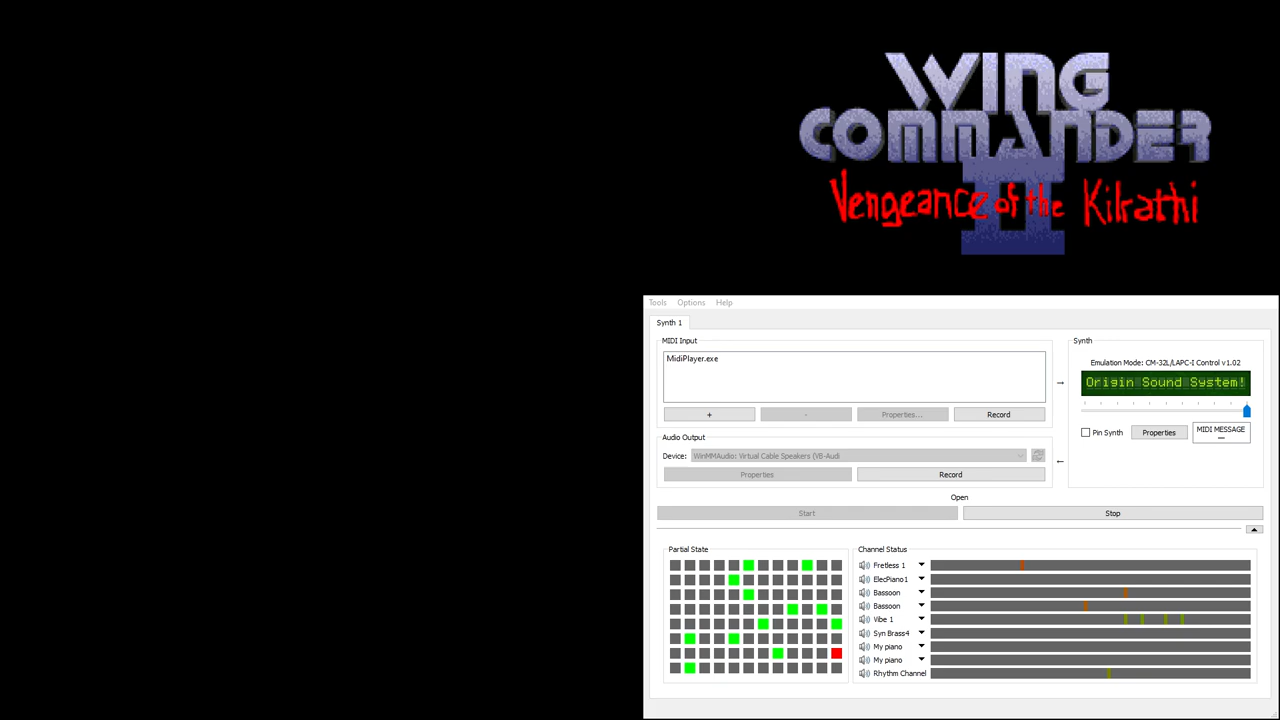 WING
COMMANDER
II
Vengeance of the Kilrathi
Tools Options Help
Synth 1
MIDI Input
MidiPlayer.exe
+ - Properties... Record
Synth
Emulation Mode: CM-32L/LAPC-I Control v1.02
Origin Sound System!
Pin Synth Properties MIDI MESSAGE
Audio Output
Device: WinMMAudio: Virtual Cable Speakers (VB-Audi
Properties Record
Open
Start Stop
Partial State
Channel Status
Fretless 1
ElecPiano1
Bassoon
Bassoon
Vibe 1
Syn Brass4
My piano
My piano
Rhythm Channel